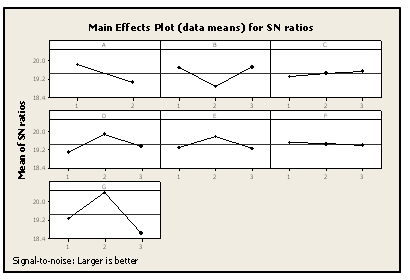 Main Effects Plot (data means) for SN ratios
Mean of SN ratios
A B C
20.0
19.2
18.4
1 2 1 2 3 1 2 3
D E F
20.0
19.2
18.4
1 2 3 1 2 3 1 2 3
G
20.0
19.2
18.4
1 2 3
Signal-to-noise: Larger is better